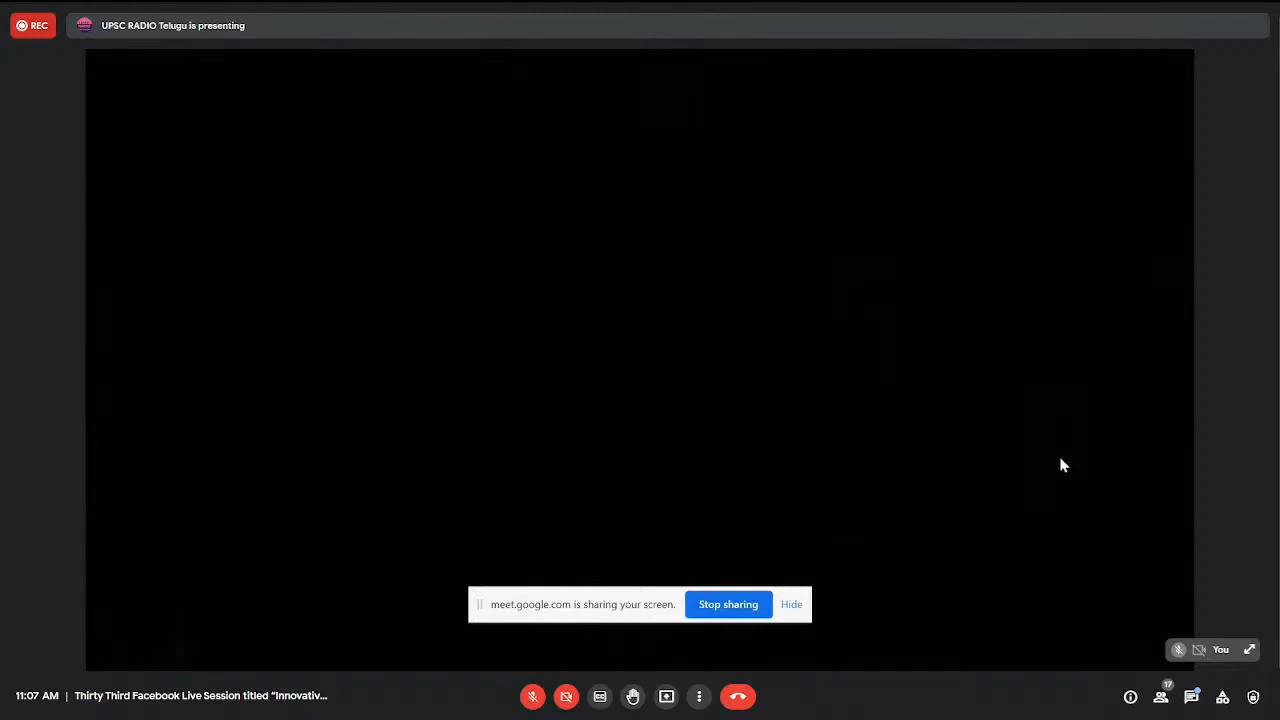 REC
UPSC RADIO Telugu is presenting
meet.google.com is sharing your screen.
Stop sharing
Hide
You
11:07 AM | Thirty Third Facebook Live Session titled “Innovativ...
17